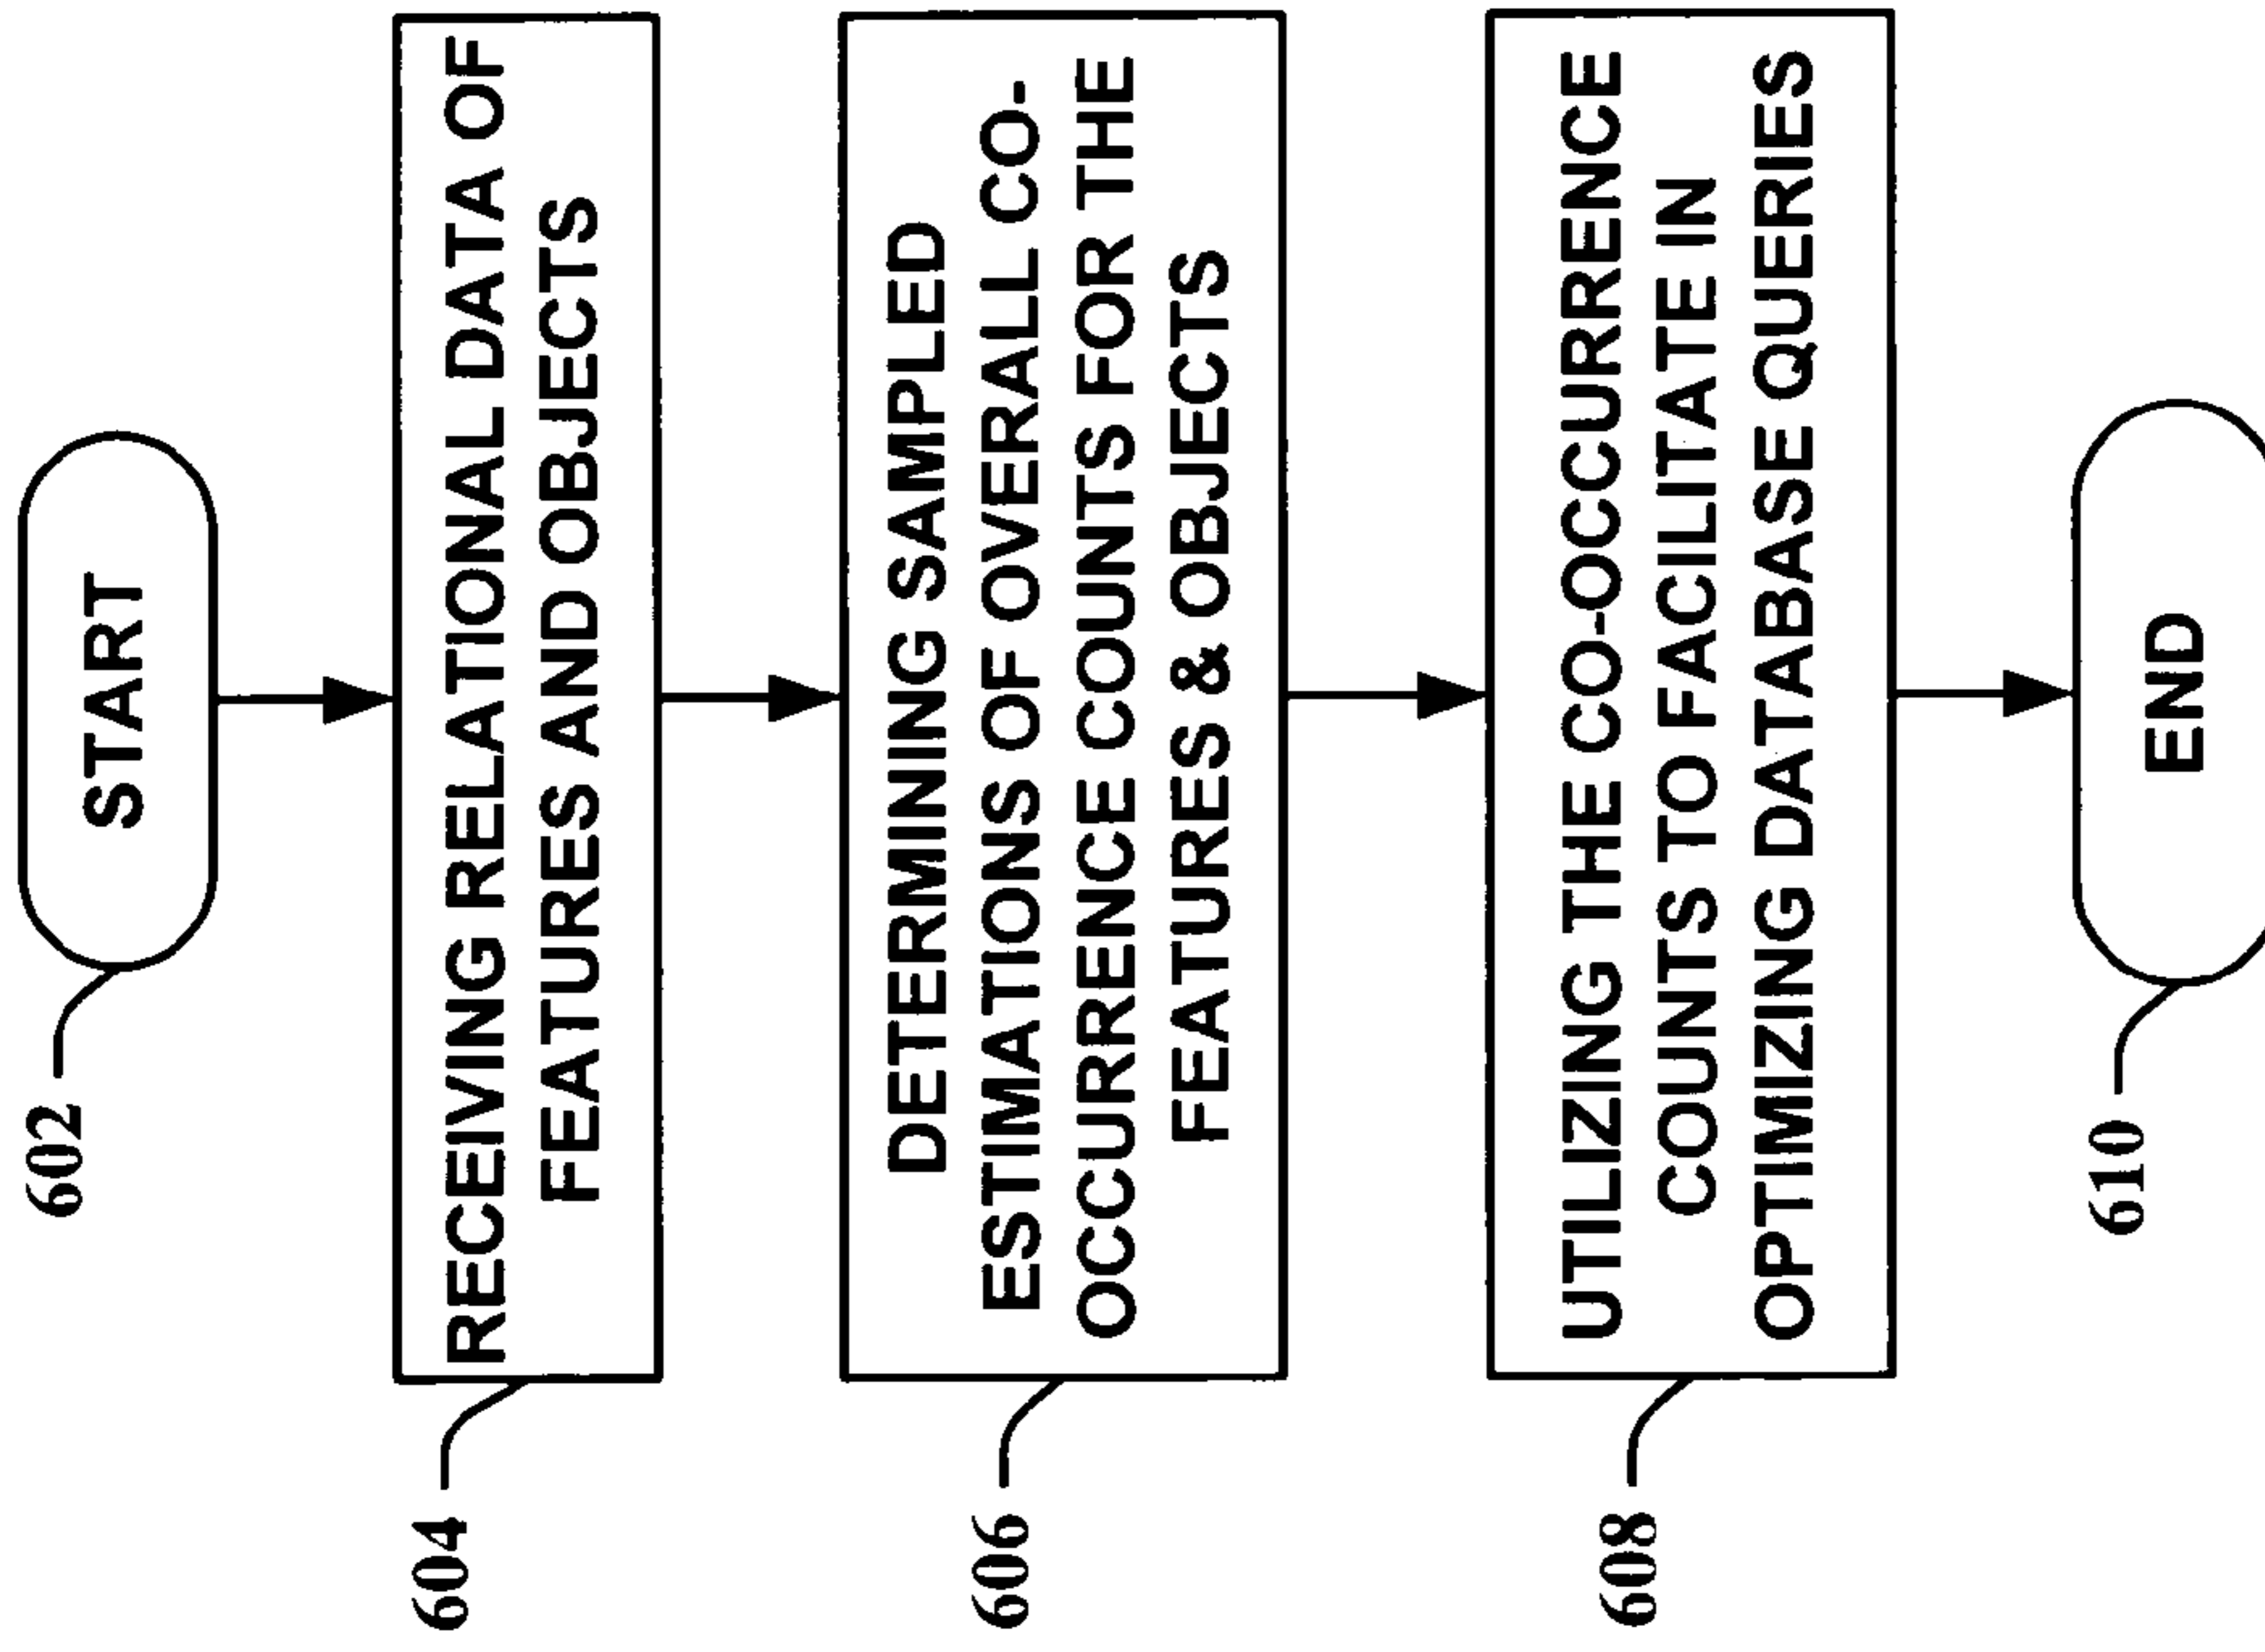 START
602
RECEIVING RELATIONAL DATA OF
FEATURES AND OBJECTS
604
DETERMINING SAMPLED
ESTIMATIONS OF OVERALL CO-
OCCURRENCE COUNTS FOR THE
FEATURES & OBJECTS
606
UTILIZING THE CO-OCCURRENCE
COUNTS TO FACILITATE IN
OPTIMIZING DATABASE QUERIES
608
END
610